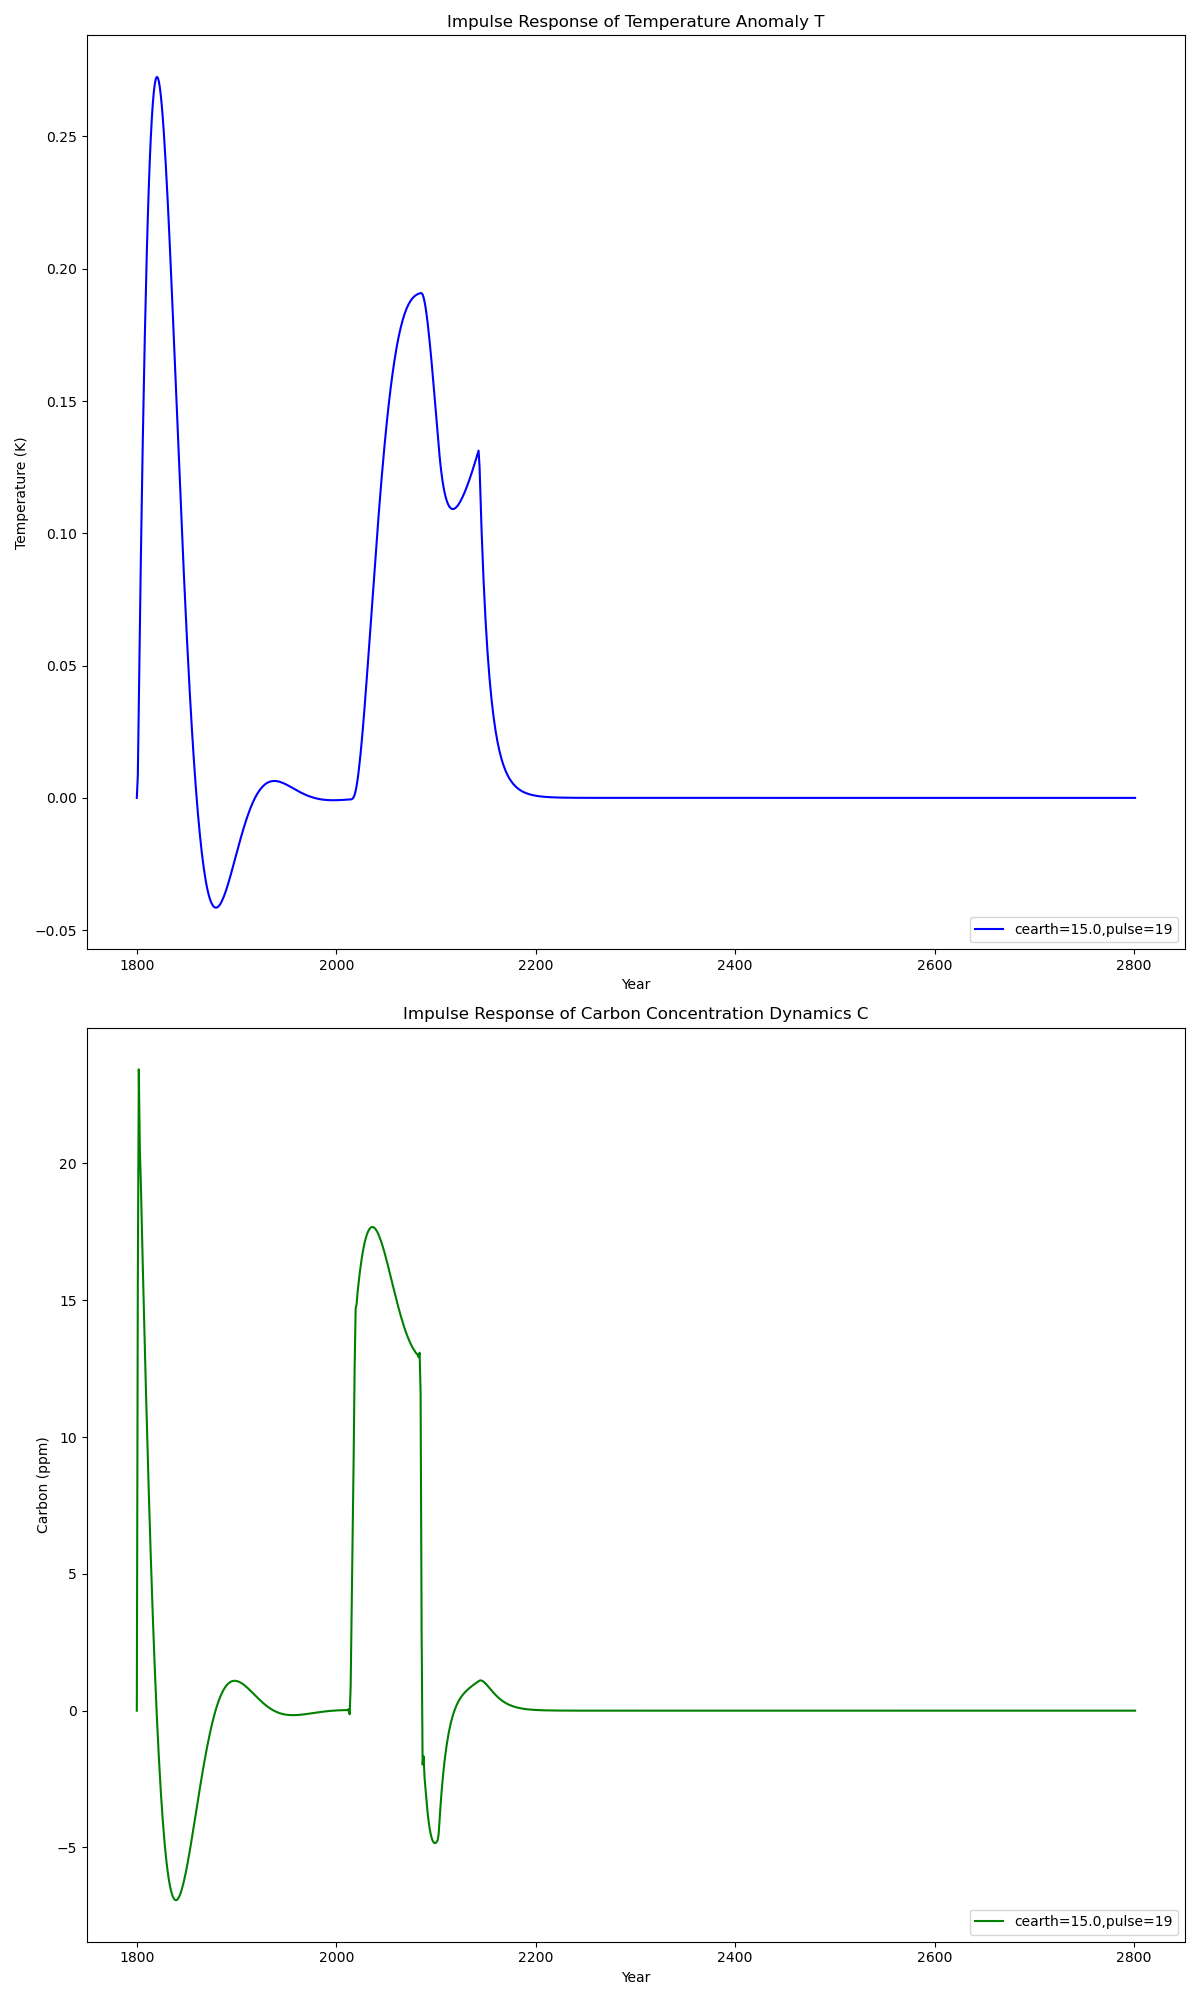 Impulse Response of Temperature Anomaly T
0.25
0.20
0.15
0.10
0.05
0.00
−0.05
Temperature (K)
cearth=15.0,pulse=19
1800 2000 2200 2400 2600 2800
Year
Impulse Response of Carbon Concentration Dynamics C
20
15
10
5
0
−5
Carbon (ppm)
cearth=15.0,pulse=19
1800 2000 2200 2400 2600 2800
Year